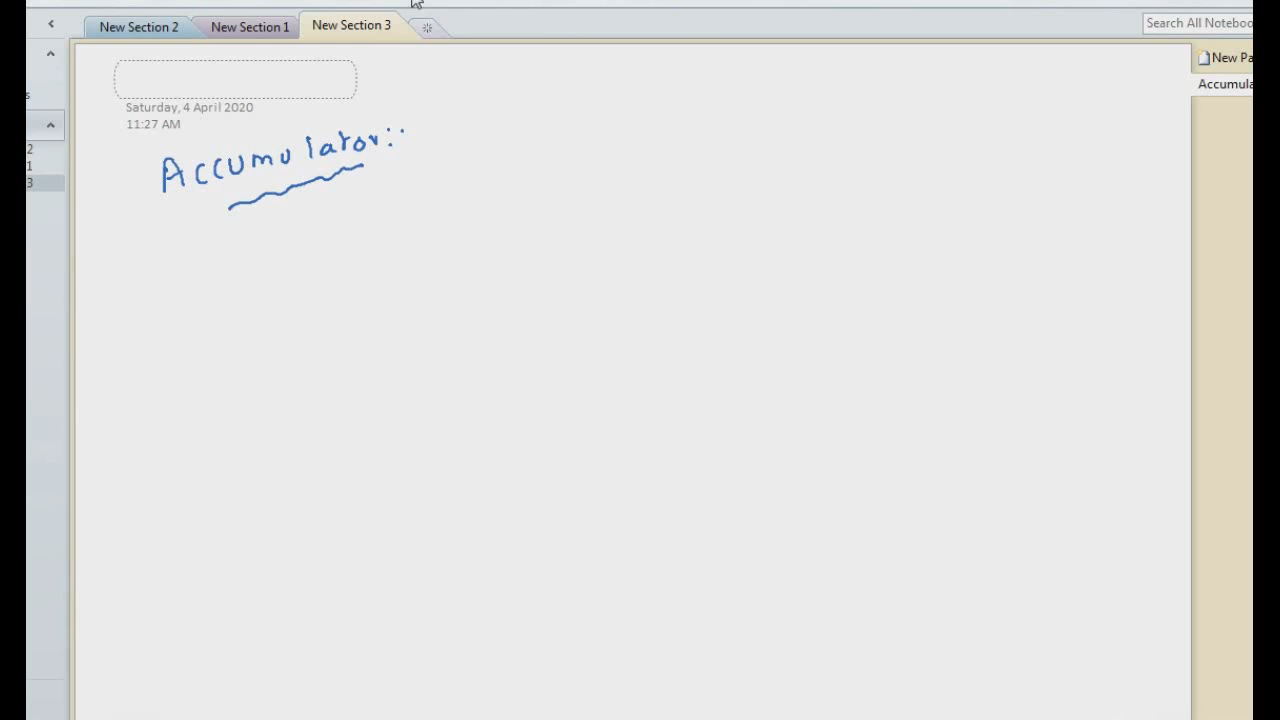 New Section 2 New Section 1 New Section 3
Search All Notebo
New Pa
Accumula
Saturday, 4 April 2020
11:27 AM
Accumulator:-
s
2
1
3